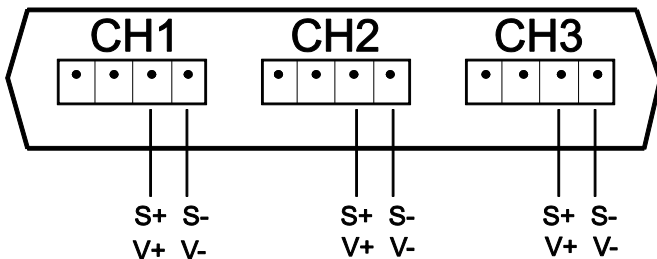 CH1 CH2 CH3
S+ S- S+ S- S+ S-
V+ V- V+ V- V+ V-